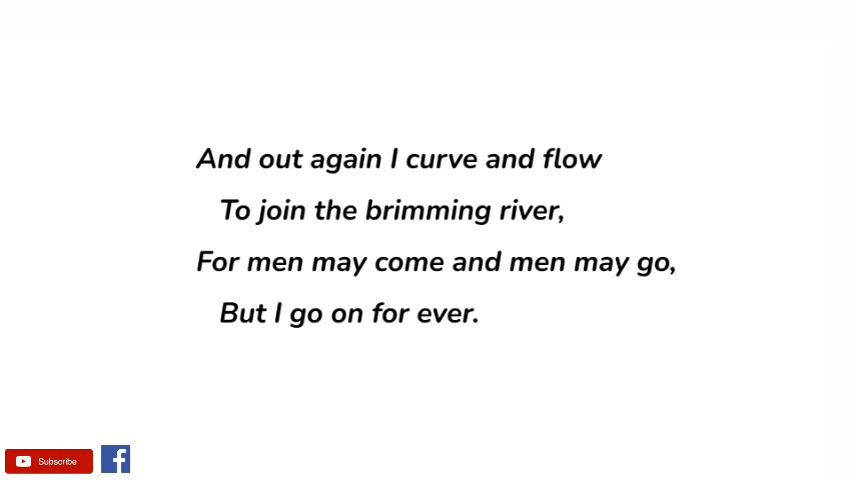 And out again I curve and flow
To join the brimming river,
For men may come and men may go,
But I go on for ever.
Subscribe